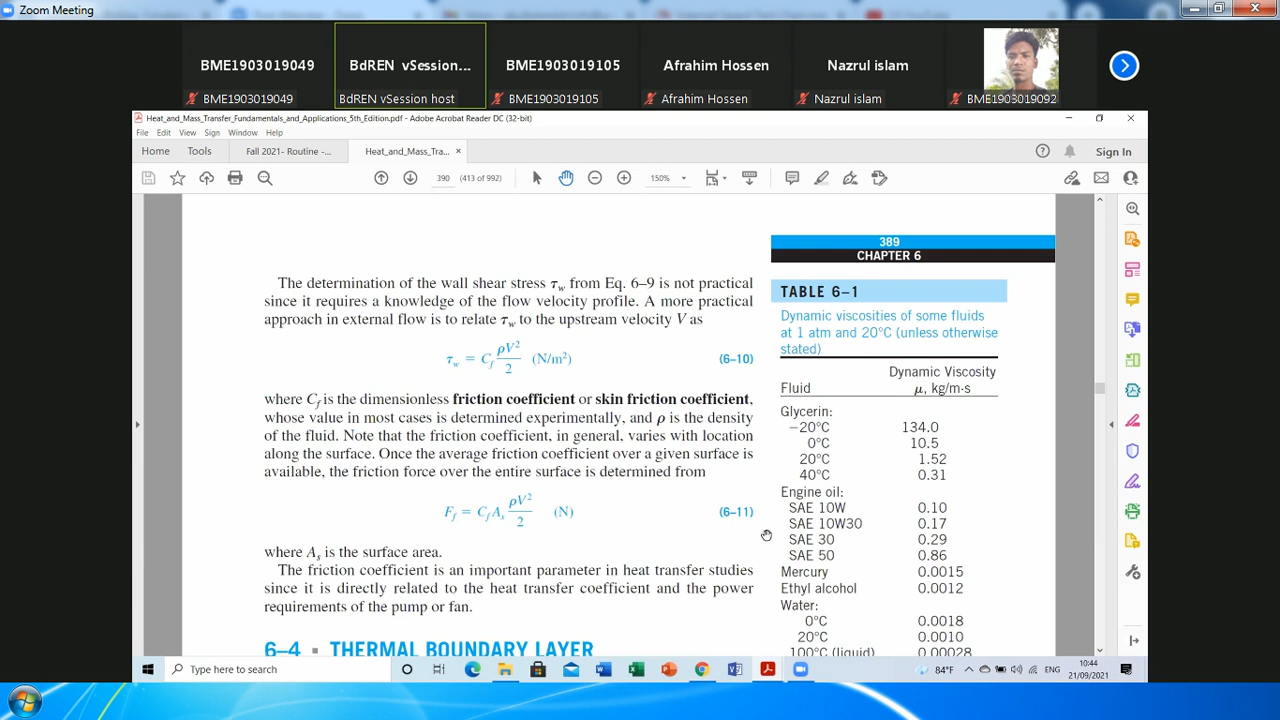 Zoom Meeting
BME1903019049
BdREN vSession...
BME1903019105
Afrahim Hossen
Nazrul islam
BME1903019049
BdREN vSession host
BME1903019105
Afrahim Hossen
Nazrul islam
BME1903019092
Heat_and_Mass_Transfer_Fundamentals_and_Applications_5th_Edition.pdf - Adobe Acrobat Reader DC (32-bit)
File Edit View Sign Window Help
Home Tools Fall 2021- Routine -... Heat_and_Mass_Tra... × Sign In
390 (413 of 992) 150%
389
CHAPTER 6
The determination of the wall shear stress τw from Eq. 6–9 is not practical
since it requires a knowledge of the flow velocity profile. A more practical
approach in external flow is to relate τw to the upstream velocity V as
τw = Cf ρV²/2 (N/m²) (6–10)
where Cf is the dimensionless friction coefficient or skin friction coefficient,
whose value in most cases is determined experimentally, and ρ is the density
of the fluid. Note that the friction coefficient, in general, varies with location
along the surface. Once the average friction coefficient over a given surface is
available, the friction force over the entire surface is determined from
Ff = Cf As ρV²/2 (N) (6–11)
where As is the surface area.
The friction coefficient is an important parameter in heat transfer studies
since it is directly related to the heat transfer coefficient and the power
requirements of the pump or fan.
6–4 ▪ THERMAL BOUNDARY LAYER
TABLE 6–1
Dynamic viscosities of some fluids
at 1 atm and 20°C (unless otherwise
stated)
Dynamic Viscosity
Fluid μ, kg/m·s
Glycerin:
−20°C 134.0
0°C 10.5
20°C 1.52
40°C 0.31
Engine oil:
SAE 10W 0.10
SAE 10W30 0.17
SAE 30 0.29
SAE 50 0.86
Mercury 0.0015
Ethyl alcohol 0.0012
Water:
0°C 0.0018
20°C 0.0010
100°C (liquid) 0.00028
Type here to search
84°F
ENG
10:44
21/09/2021